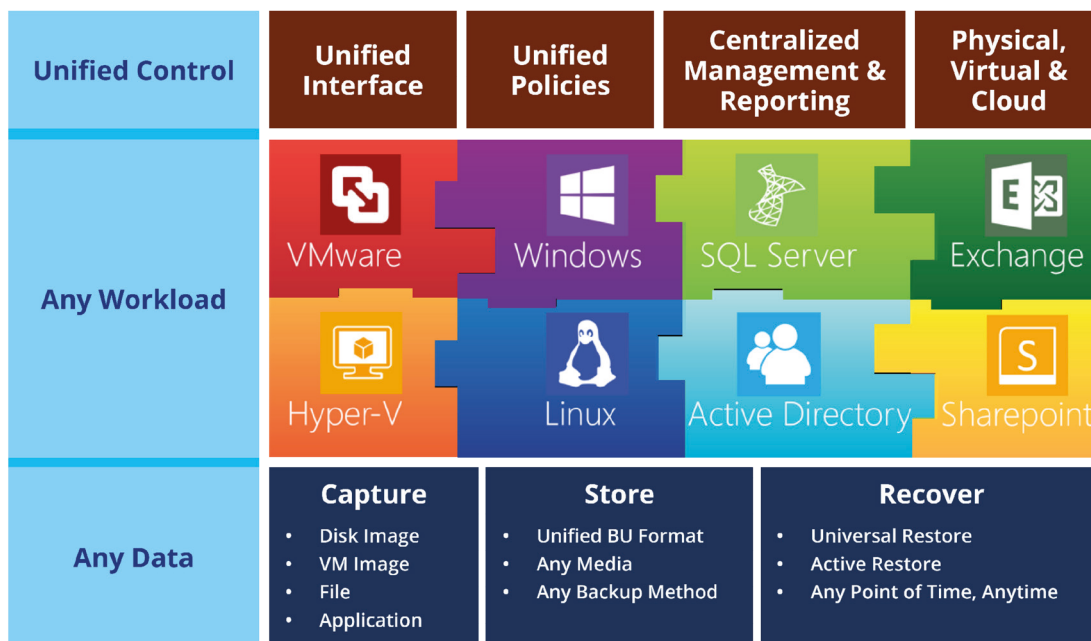 Unified Control
Unified
Interface
Unified
Policies
Centralized
Management &
Reporting
Physical,
Virtual &
Cloud
Any Workload
VMware
Windows
SQL Server
E
Exchange
Hyper-V
Linux
Active Directory
S
Sharepoint
Any Data
Capture
• Disk Image
• VM Image
• File
• Application
Store
• Unified BU Format
• Any Media
• Any Backup Method
Recover
• Universal Restore
• Active Restore
• Any Point of Time, Anytime